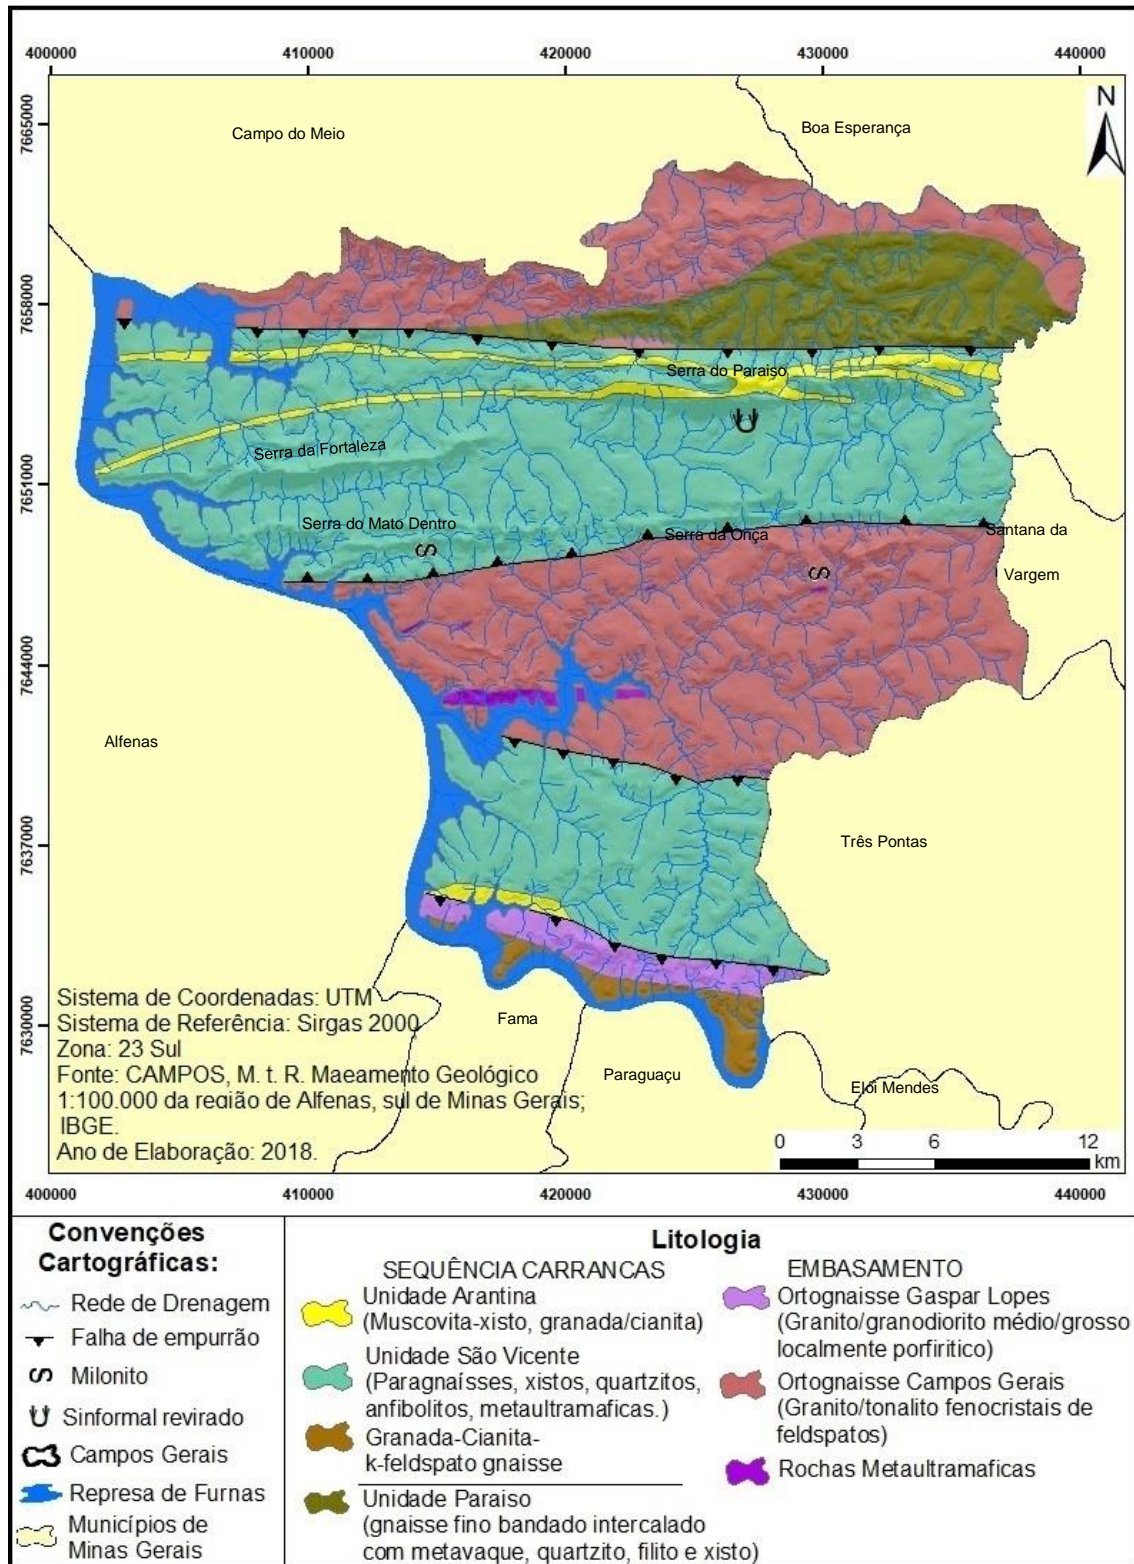 400000
410000
420000
430000
440000
7665000
7658000
7651000
7644000
7637000
7630000
N
Campo do Meio
Boa Esperança
Serra do Paraiso
Serra da Fortaleza
Serra do Mato Dentro
Serra da Onça
Santana da
Vargem
Alfenas
Três Pontas
Fama
Paraguaçu
Elói Mendes
Sistema de Coordenadas: UTM
Sistema de Referência: Sirgas 2000
Zona: 23 Sul
Fonte: CAMPOS, M. t. R. Maeamento Geológico
1:100.000 da região de Alfenas, sul de Minas Gerais;
IBGE.
Ano de Elaboração: 2018.
0 3 6 12
km
400000
410000
420000
430000
440000
Convenções
Cartográficas:
Rede de Drenagem
Falha de empurrão
Milonito
Sinformal revirado
Campos Gerais
Represa de Furnas
Municípios de
Minas Gerais
Litologia
SEQUÊNCIA CARRANCAS
Unidade Arantina
(Muscovita-xisto, granada/cianita)
Unidade São Vicente
(Paragnaísses, xistos, quartzitos,
anfibolitos, metaultramaficas.)
Granada-Cianita-
k-feldspato gnaisse
Unidade Paraiso
(gnaisse fino bandado intercalado
com metavaque, quartzito, filito e xisto)
EMBASAMENTO
Ortognaisse Gaspar Lopes
(Granito/granodiorito médio/grosso
localmente porfiritico)
Ortognaisse Campos Gerais
(Granito/tonalito fenocristais de
feldspatos)
Rochas Metaultramaficas